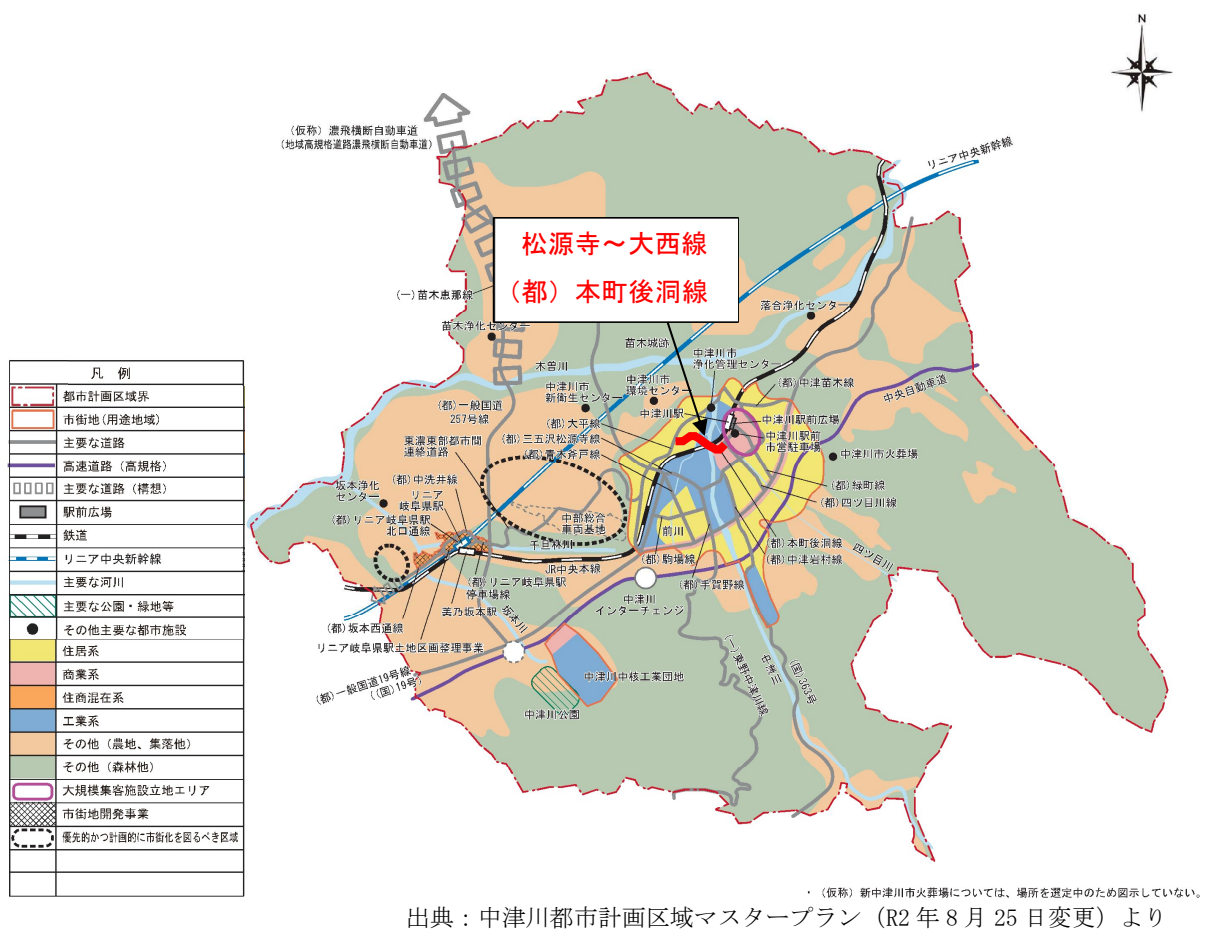 N
(仮称) 濃飛横断自動車道
(地域高規格道路濃飛横断自動車道)
リニア中央新幹線
松源寺～大西線
(都) 本町後洞線
(一) 苗木恵那線
苗木浄化センター
落合浄化センター
苗木城跡
中津川市
浄化管理センター
木曽川
中津川市
新衛生センター
中津川市
環境センター
(都) 中津苗木線
中央自動車道
(都) 一般国道
257号線
中津川駅
(都) 大平線
中津川駅前広場
(都) 三五沢松源寺線
中津川駅前
市営駐車場
東濃東部都市間
連絡道路
(都) 青木斧戸線
中津川市火葬場
坂本浄化
センター
(都) 中洗井線
リニア
岐阜県駅
(都) 緑町線
(都) 四ツ目川線
(都) リニア岐阜県駅
北口通線
中部総合
車両基地
前川
千旦林川
(都) 本町後洞線
四ツ目川
(都) 駒場線
(都) 中津岩村線
JR中央本線
(都) リニア岐阜県駅
停車場線
(都) 手賀野線
美乃坂本駅
坂本川
中津川
インターチェンジ
(都) 坂本西通線
リニア岐阜県駅土地区画整理事業
(一) 東野中津川線
中津川
(国) 363号
(都) 一般国道19号線
((国) 19号)
中津川中核工業団地
中津川公園
凡 例
都市計画区域界
市街地(用途地域)
主要な道路
高速道路 (高規格)
主要な道路 (構想)
駅前広場
鉄道
リニア中央新幹線
主要な河川
主要な公園・緑地等
その他主要な都市施設
住居系
商業系
住商混在系
工業系
その他 (農地、集落他)
その他 (森林他)
大規模集客施設立地エリア
市街地開発事業
優先的かつ計画的に市街化を図るべき区域
・ (仮称) 新中津川市火葬場については、場所を選定中のため図示していない。
出典：中津川都市計画区域マスタープラン (R2 年 8 月 25 日変更) より